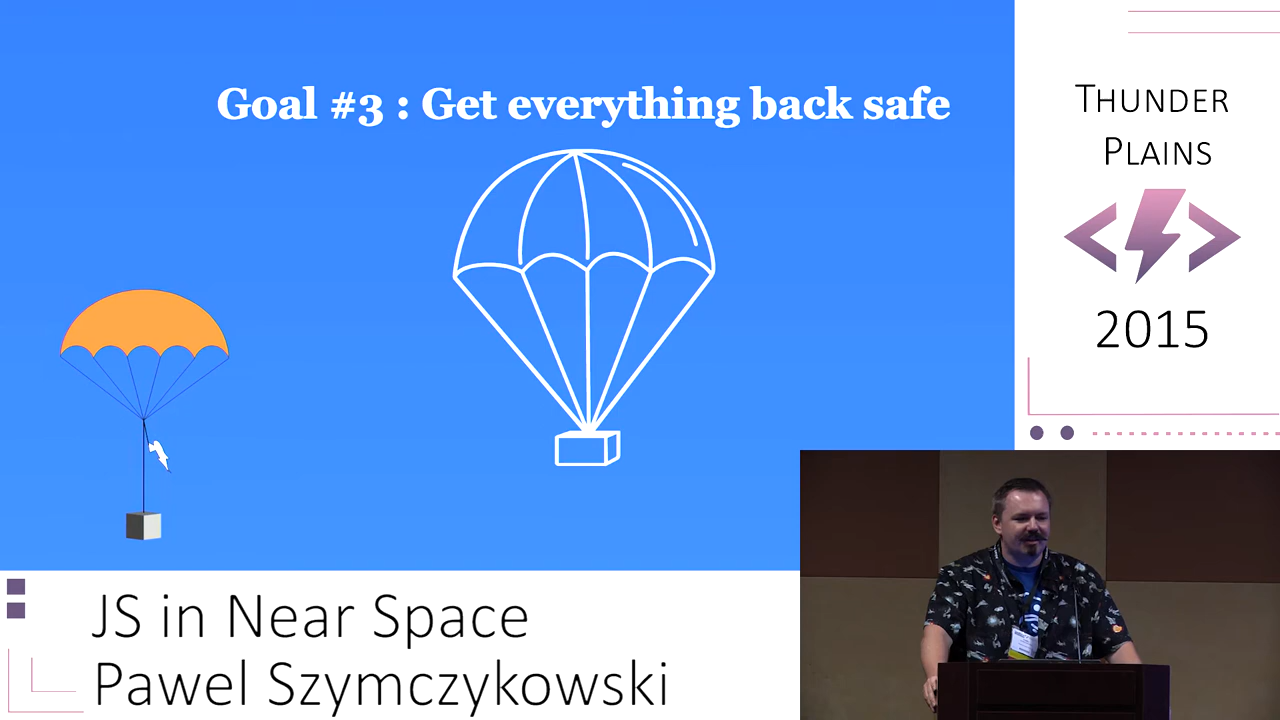 Goal #3 : Get everything back safe
THUNDER
PLAINS
2015
JS in Near Space
Pawel Szymczykowski